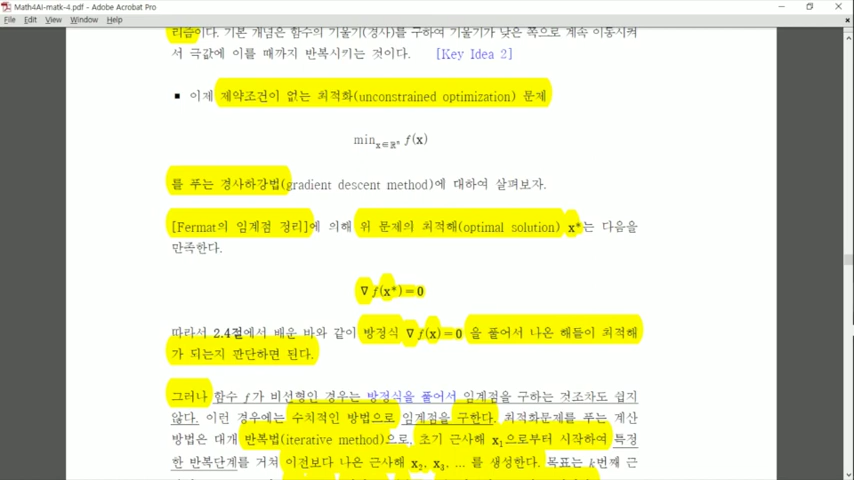 Math4AI-matk-4.pdf - Adobe Acrobat Pro
File Edit View Window Help
리즘이다. 기본 개념은 함수의 기울기(경사)를 구하여 기울기가 낮은 쪽으로 계속 이동시켜
서 극값에 이를 때까지 반복시키는 것이다. [Key Idea 2]
■ 이제 제약조건이 없는 최적화(unconstrained optimization) 문제
min x∈ℝⁿ f(x)
를 푸는 경사하강법(gradient descent method)에 대하여 살펴보자.
[Fermat의 임계점 정리]에 의해 위 문제의 최적해(optimal solution) x*는 다음을
만족한다.
∇f(x*)=0
따라서 2.4절에서 배운 바와 같이 방정식 ∇f(x)=0 을 풀어서 나온 해들이 최적해
가 되는지 판단하면 된다.
그러나 함수 f가 비선형인 경우는 방정식을 풀어서 임계점을 구하는 것조차도 쉽지
않다. 이런 경우에는 수치적인 방법으로 임계점을 구한다. 최적화문제를 푸는 계산
방법은 대개 반복법(iterative method)으로, 초기 근사해 x₁으로부터 시작하여 특정
한 반복단계를 거쳐 이전보다 나은 근사해 x₂, x₃, … 를 생성한다. 목표는 k번째 근